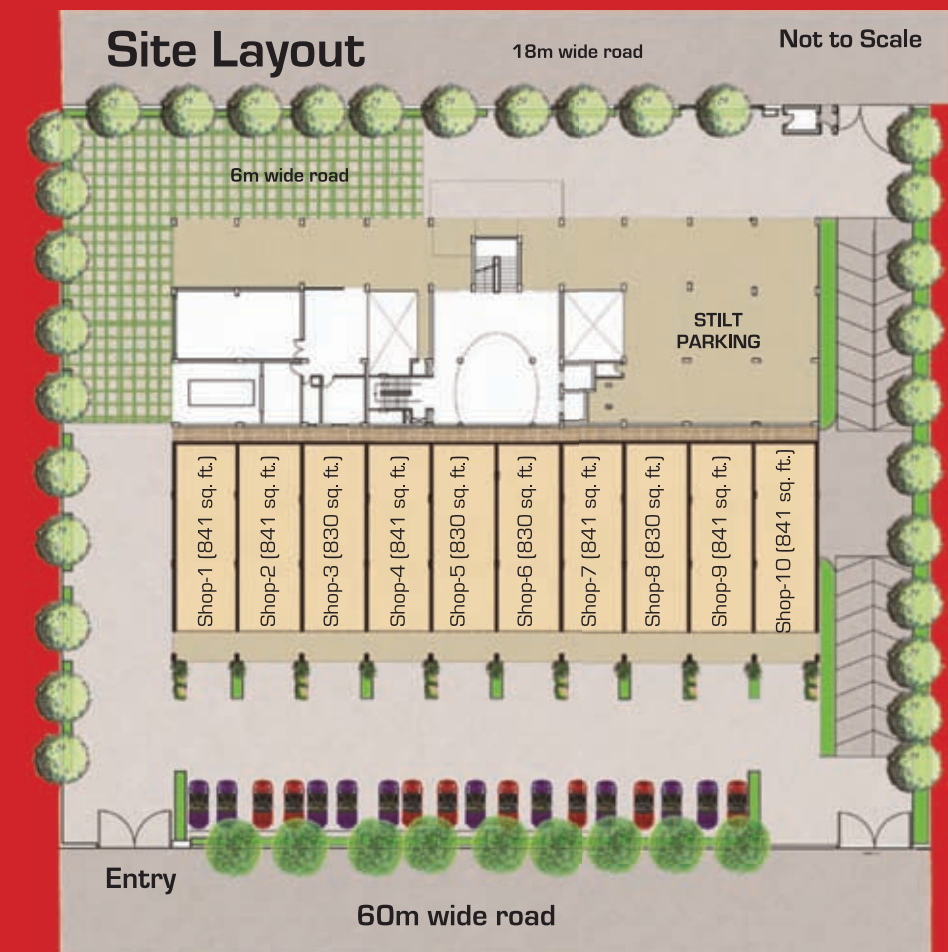 Site Layout
18m wide road
Not to Scale
6m wide road
STILT
PARKING
Shop-1 (841 sq. ft.)
Shop-2 (841 sq. ft.)
Shop-3 (830 sq. ft.)
Shop-4 (841 sq. ft.)
Shop-5 (830 sq. ft.)
Shop-6 (830 sq. ft.)
Shop-7 (841 sq. ft.)
Shop-8 (830 sq. ft.)
Shop-9 (841 sq. ft.)
Shop-10 (841 sq. ft.)
Entry
60m wide road